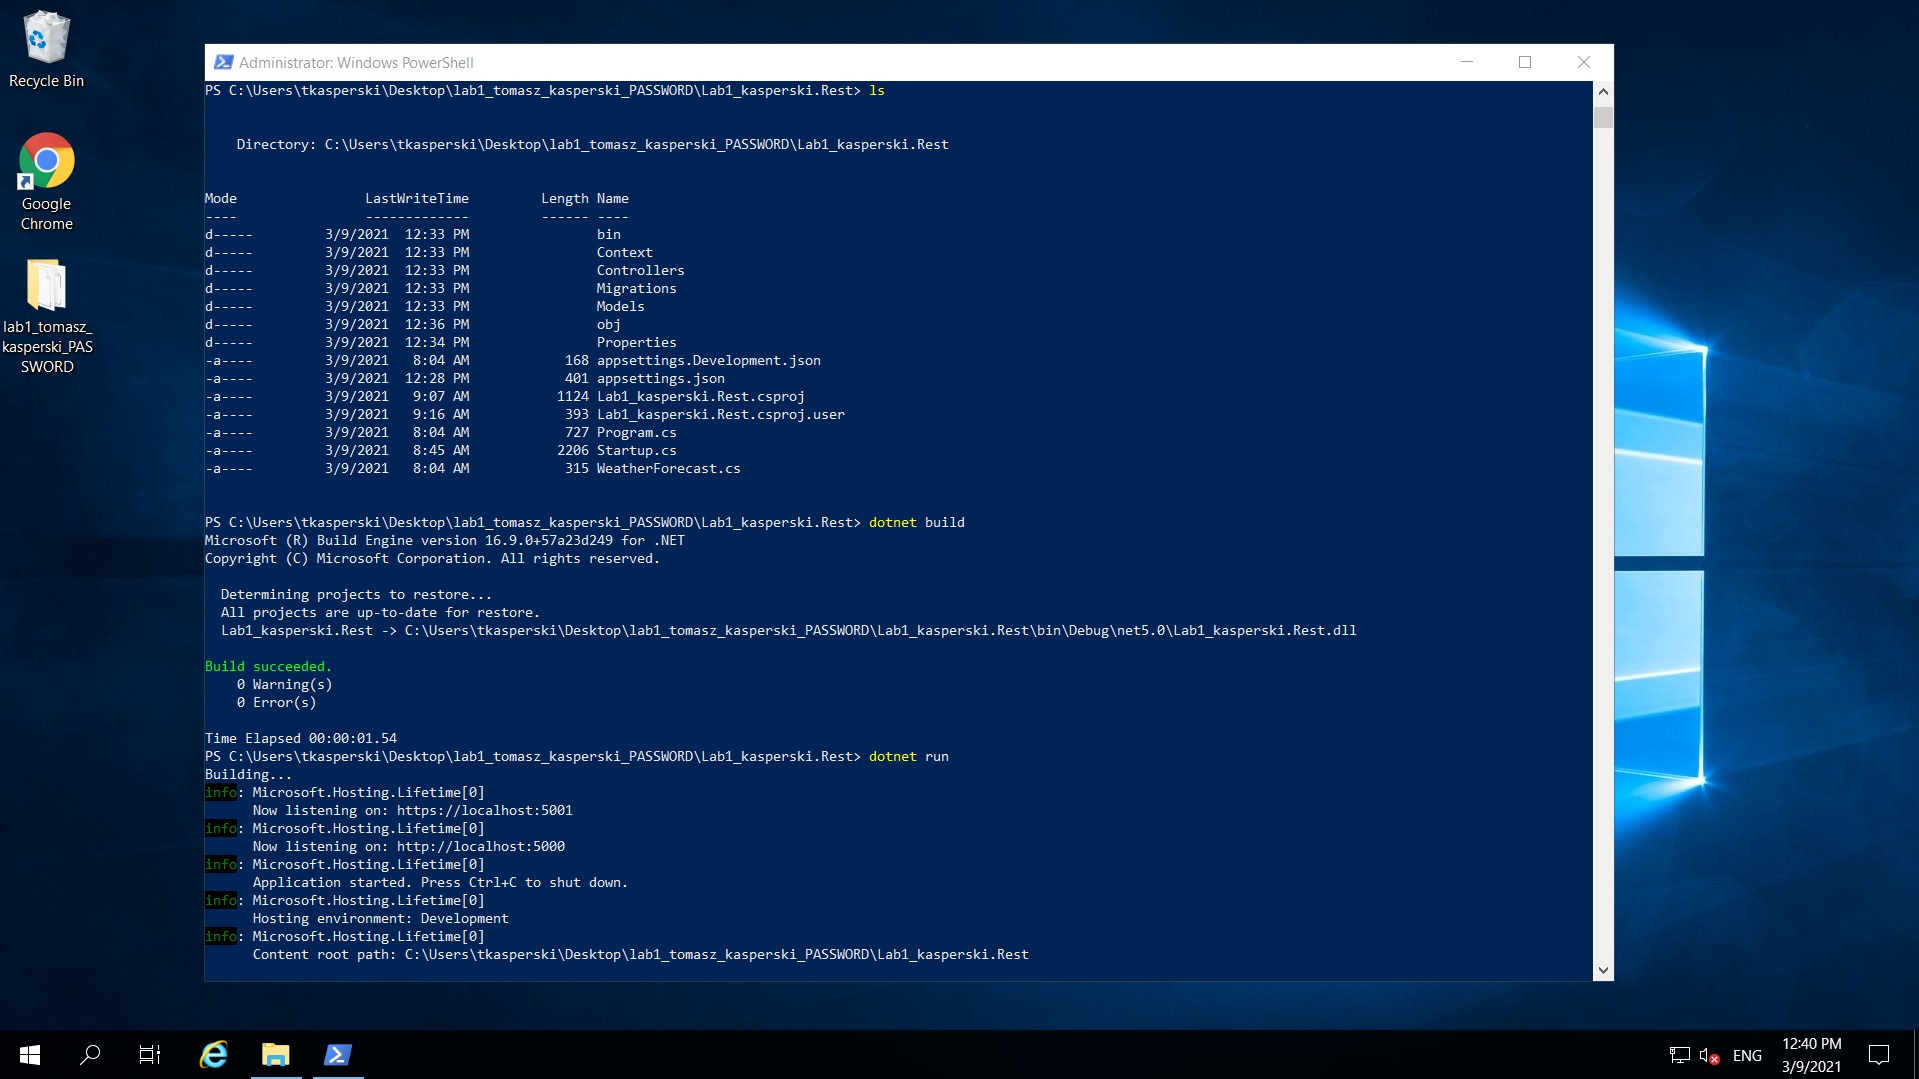 Recycle Bin
Google
Chrome
lab1_tomasz_
kasperski_PAS
SWORD
Administrator: Windows PowerShell
PS C:\Users\tkasperski\Desktop\lab1_tomasz_kasperski_PASSWORD\Lab1_kasperski.Rest> ls
Directory: C:\Users\tkasperski\Desktop\lab1_tomasz_kasperski_PASSWORD\Lab1_kasperski.Rest
Mode                LastWriteTime         Length Name
----                -------------         ------ ----
d-----         3/9/2021  12:33 PM                bin
d-----         3/9/2021  12:33 PM                Context
d-----         3/9/2021  12:33 PM                Controllers
d-----         3/9/2021  12:33 PM                Migrations
d-----         3/9/2021  12:33 PM                Models
d-----         3/9/2021  12:36 PM                obj
d-----         3/9/2021  12:34 PM                Properties
-a----         3/9/2021   8:04 AM            168 appsettings.Development.json
-a----         3/9/2021  12:28 PM            401 appsettings.json
-a----         3/9/2021   9:07 AM           1124 Lab1_kasperski.Rest.csproj
-a----         3/9/2021   9:16 AM            393 Lab1_kasperski.Rest.csproj.user
-a----         3/9/2021   8:04 AM            727 Program.cs
-a----         3/9/2021   8:45 AM           2206 Startup.cs
-a----         3/9/2021   8:04 AM            315 WeatherForecast.cs
PS C:\Users\tkasperski\Desktop\lab1_tomasz_kasperski_PASSWORD\Lab1_kasperski.Rest> dotnet build
Microsoft (R) Build Engine version 16.9.0+57a23d249 for .NET
Copyright (C) Microsoft Corporation. All rights reserved.
Determining projects to restore...
All projects are up-to-date for restore.
Lab1_kasperski.Rest -> C:\Users\tkasperski\Desktop\lab1_tomasz_kasperski_PASSWORD\Lab1_kasperski.Rest\bin\Debug\net5.0\Lab1_kasperski.Rest.dll
Build succeeded.
0 Warning(s)
0 Error(s)
Time Elapsed 00:00:01.54
PS C:\Users\tkasperski\Desktop\lab1_tomasz_kasperski_PASSWORD\Lab1_kasperski.Rest> dotnet run
Building...
info: Microsoft.Hosting.Lifetime[0]
Now listening on: https://localhost:5001
info: Microsoft.Hosting.Lifetime[0]
Now listening on: http://localhost:5000
info: Microsoft.Hosting.Lifetime[0]
Application started. Press Ctrl+C to shut down.
info: Microsoft.Hosting.Lifetime[0]
Hosting environment: Development
info: Microsoft.Hosting.Lifetime[0]
Content root path: C:\Users\tkasperski\Desktop\lab1_tomasz_kasperski_PASSWORD\Lab1_kasperski.Rest
ENG
12:40 PM
3/9/2021